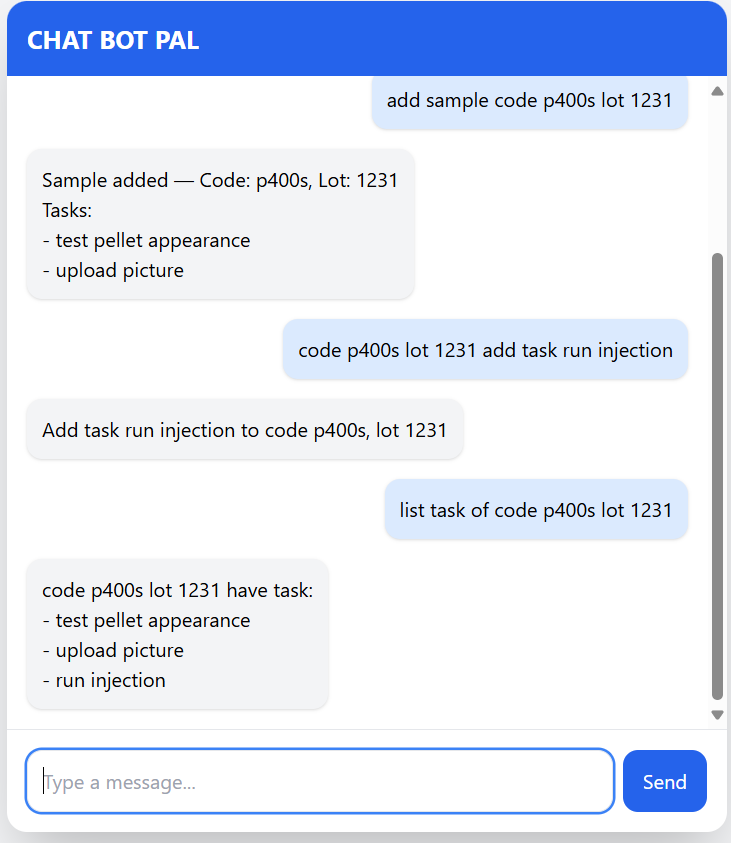 CHAT BOT PAL
add sample code p400s lot 1231
Sample added — Code: p400s, Lot: 1231
Tasks:
- test pellet appearance
- upload picture
code p400s lot 1231 add task run injection
Add task run injection to code p400s, lot 1231
list task of code p400s lot 1231
code p400s lot 1231 have task:
- test pellet appearance
- upload picture
- run injection
Type a message...
Send